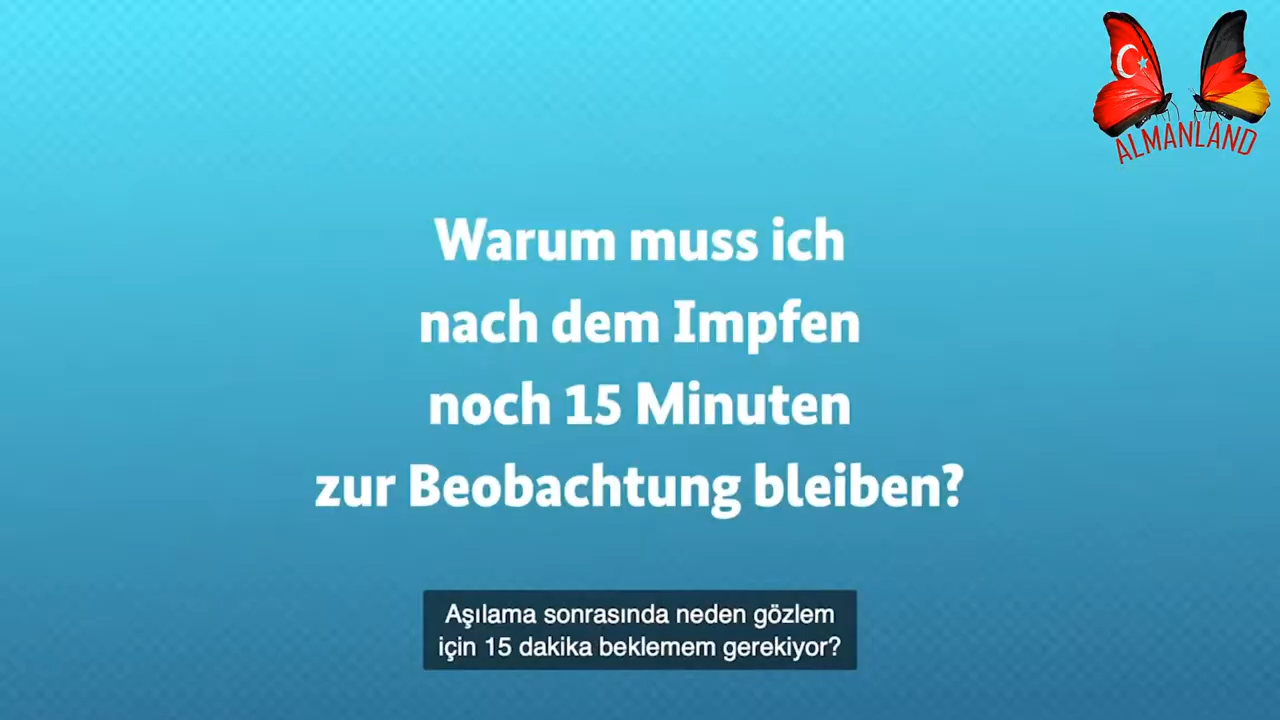 ALMANLAND
Warum muss ich
nach dem Impfen
noch 15 Minuten
zur Beobachtung bleiben?
Aşılama sonrasında neden gözlem
için 15 dakika beklemem gerekiyor?